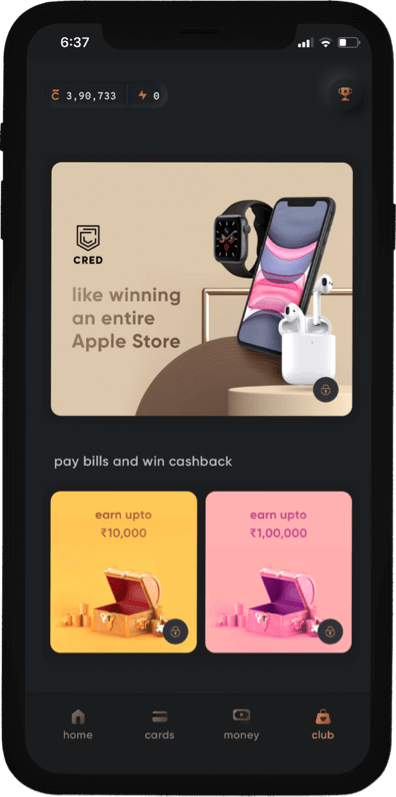 6:37
3,90,733
0
CRED
like winning
an entire
Apple Store
pay bills and win cashback
earn upto
₹10,000
earn upto
₹1,00,000
home
cards
money
club